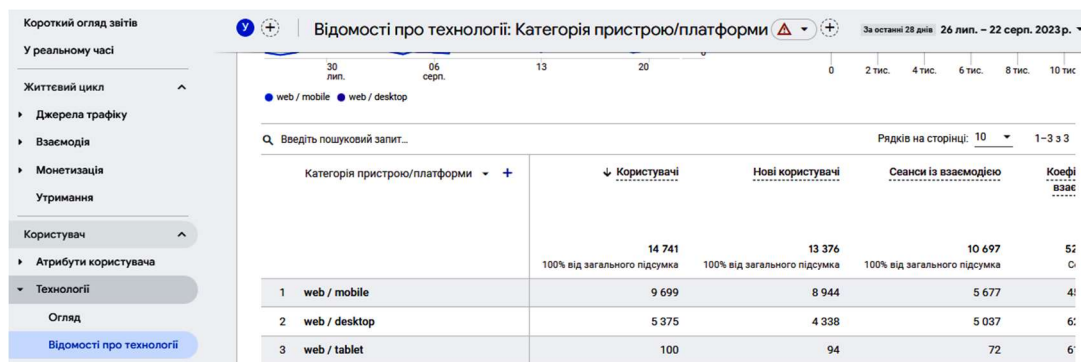 Короткий огляд звітів
У реальному часі
Життєвий цикл
Джерела трафіку
Взаємодія
Монетизація
Утримання
Користувач
Атрибути користувача
Технології
Огляд
Відомості про технології
У Відомості про технології: Категорія пристрою/платформи За останні 28 днів 26 лип. – 22 серп. 2023 р.
30 06 13 20 0 2 тис. 4 тис. 6 тис. 8 тис. 10 тис
лип. серп.
web / mobile web / desktop
Введіть пошуковий запит... Рядків на сторінці: 10 1–3 з 3
Категорія пристрою/платформи + Користувачі Нові користувачі Сеанси із взаємодією Коефі
взає
14 741 13 376 10 697 52
100% від загального підсумка 100% від загального підсумка 100% від загального підсумка
1 web / mobile 9 699 8 944 5 677
2 web / desktop 5 375 4 338 5 037
3 web / tablet 100 94 72